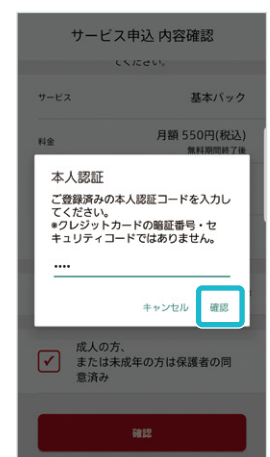 サービス申込 内容確認
ください。
サービス
基本パック
料金
月額 550円(税込)
無料期間終了後
本人認証
ご登録済みの本人認証コードを入力し
てください。
*クレジットカードの暗証番号・セ
キュリティコードではありません。
....
キャンセル 確認
成人の方、
または未成年の方は保護者の同
意済み
確認